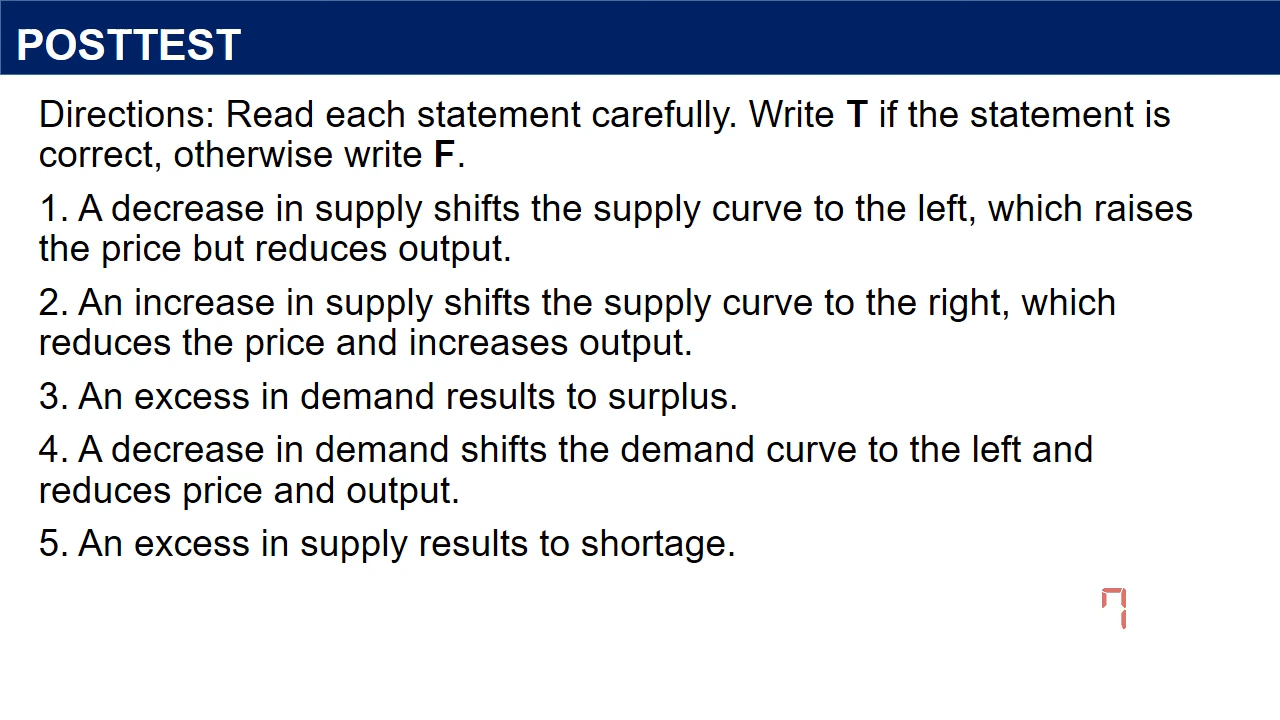 POSTTEST
Directions: Read each statement carefully. Write T if the statement is
correct, otherwise write F.
1. A decrease in supply shifts the supply curve to the left, which raises
the price but reduces output.
2. An increase in supply shifts the supply curve to the right, which
reduces the price and increases output.
3. An excess in demand results to surplus.
4. A decrease in demand shifts the demand curve to the left and
reduces price and output.
5. An excess in supply results to shortage.
7